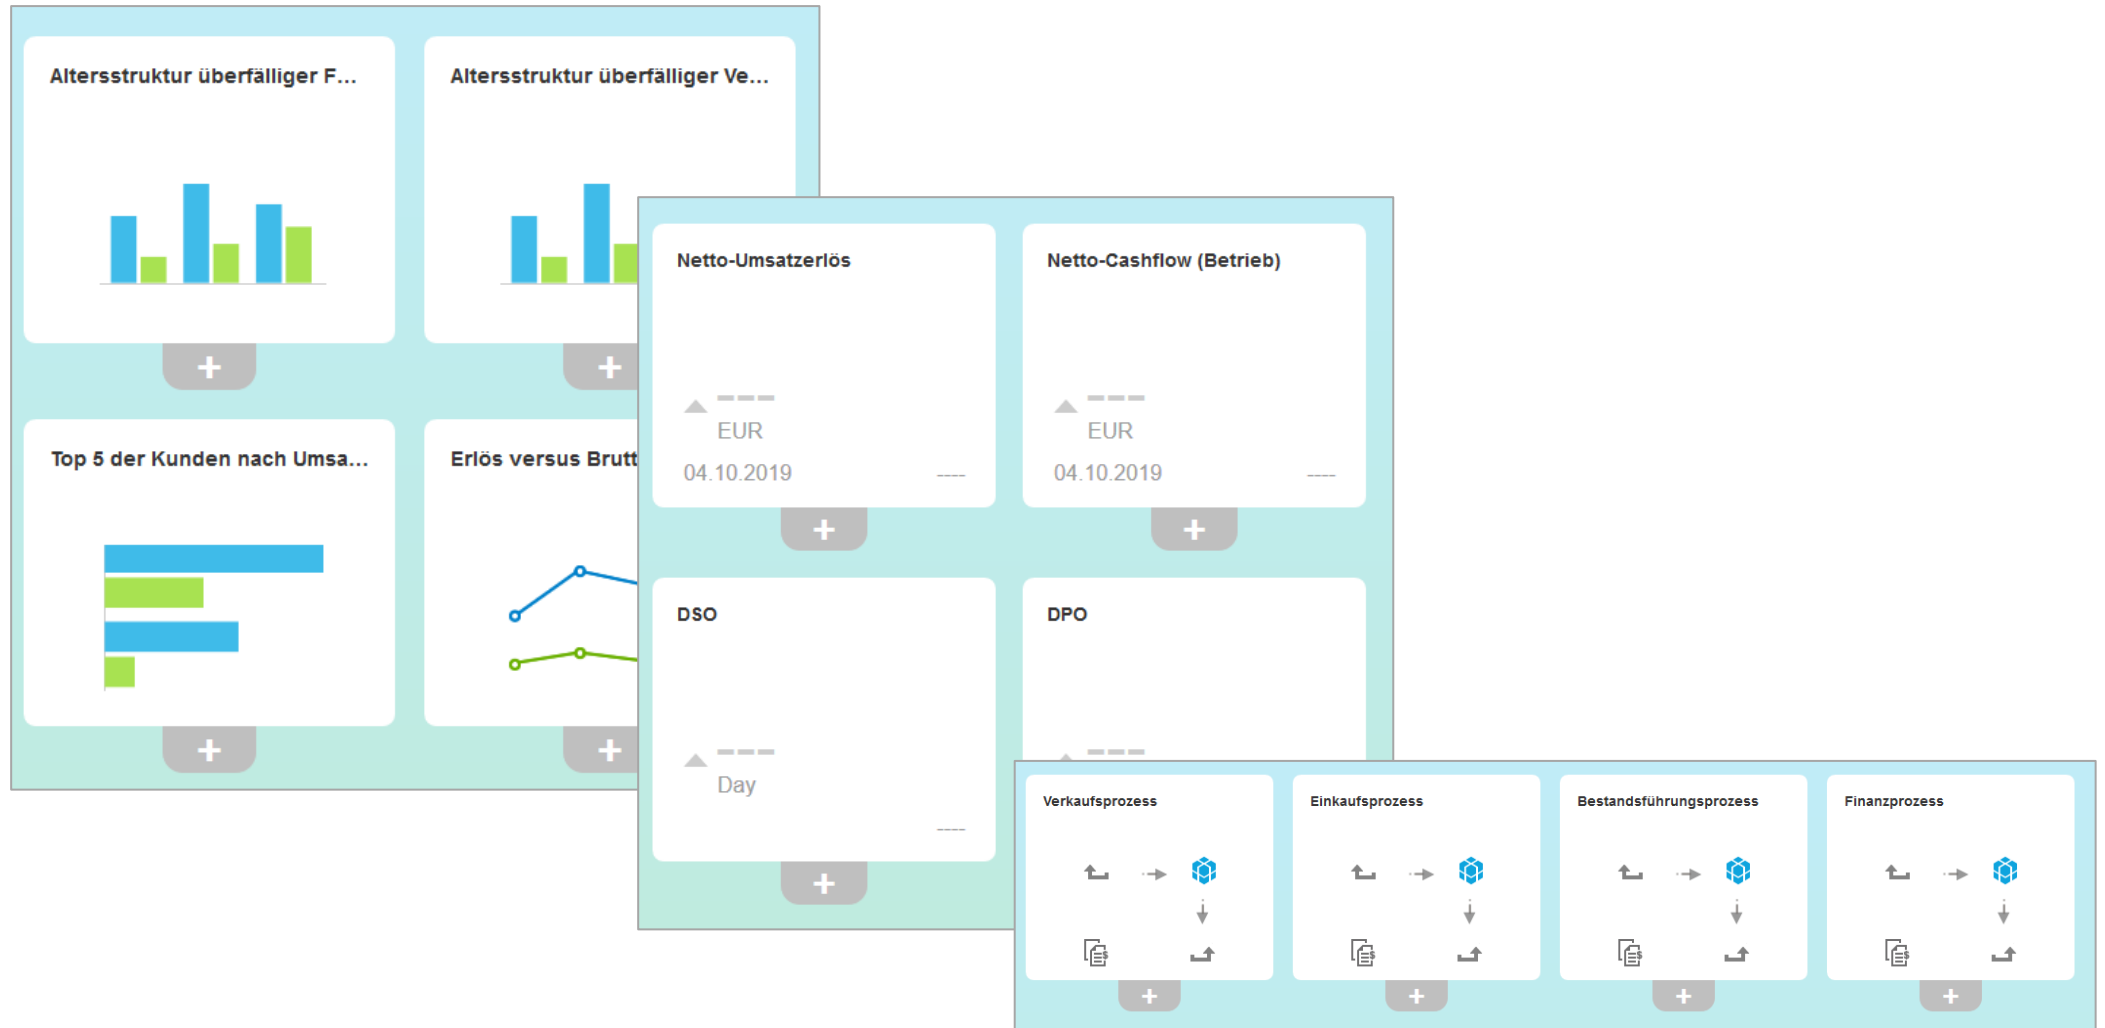 Altersstruktur überfälliger F...
Altersstruktur überfälliger Ve...
+
+
Top 5 der Kunden nach Umsa...
Erlös versus Brutt
+
+
Netto-Umsatzerlös
Netto-Cashflow (Betrieb)
---
EUR
04.10.2019
----
---
EUR
04.10.2019
----
+
+
DSO
DPO
---
Day
----
---
+
Verkaufsprozess
Einkaufsprozess
Bestandsführungsprozess
Finanzprozess
+
+
+
+